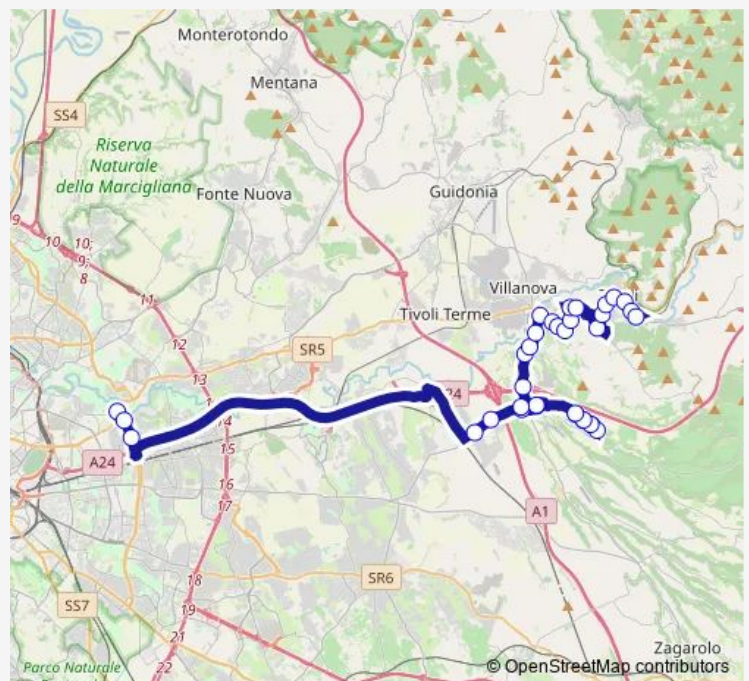 Monterotondo
Mentana
SS4
Riserva
Naturale
della Marcigliana
Fonte Nuova
Guidonia
9
10
10;
9;
8
11
Villanova
Tivoli Terme
12
SR5
13
14
A24
15
16
A1
17
18
SR6
19
SS7
21
Zagarolo
22
Parco Naturale
© OpenStreetMap contributors